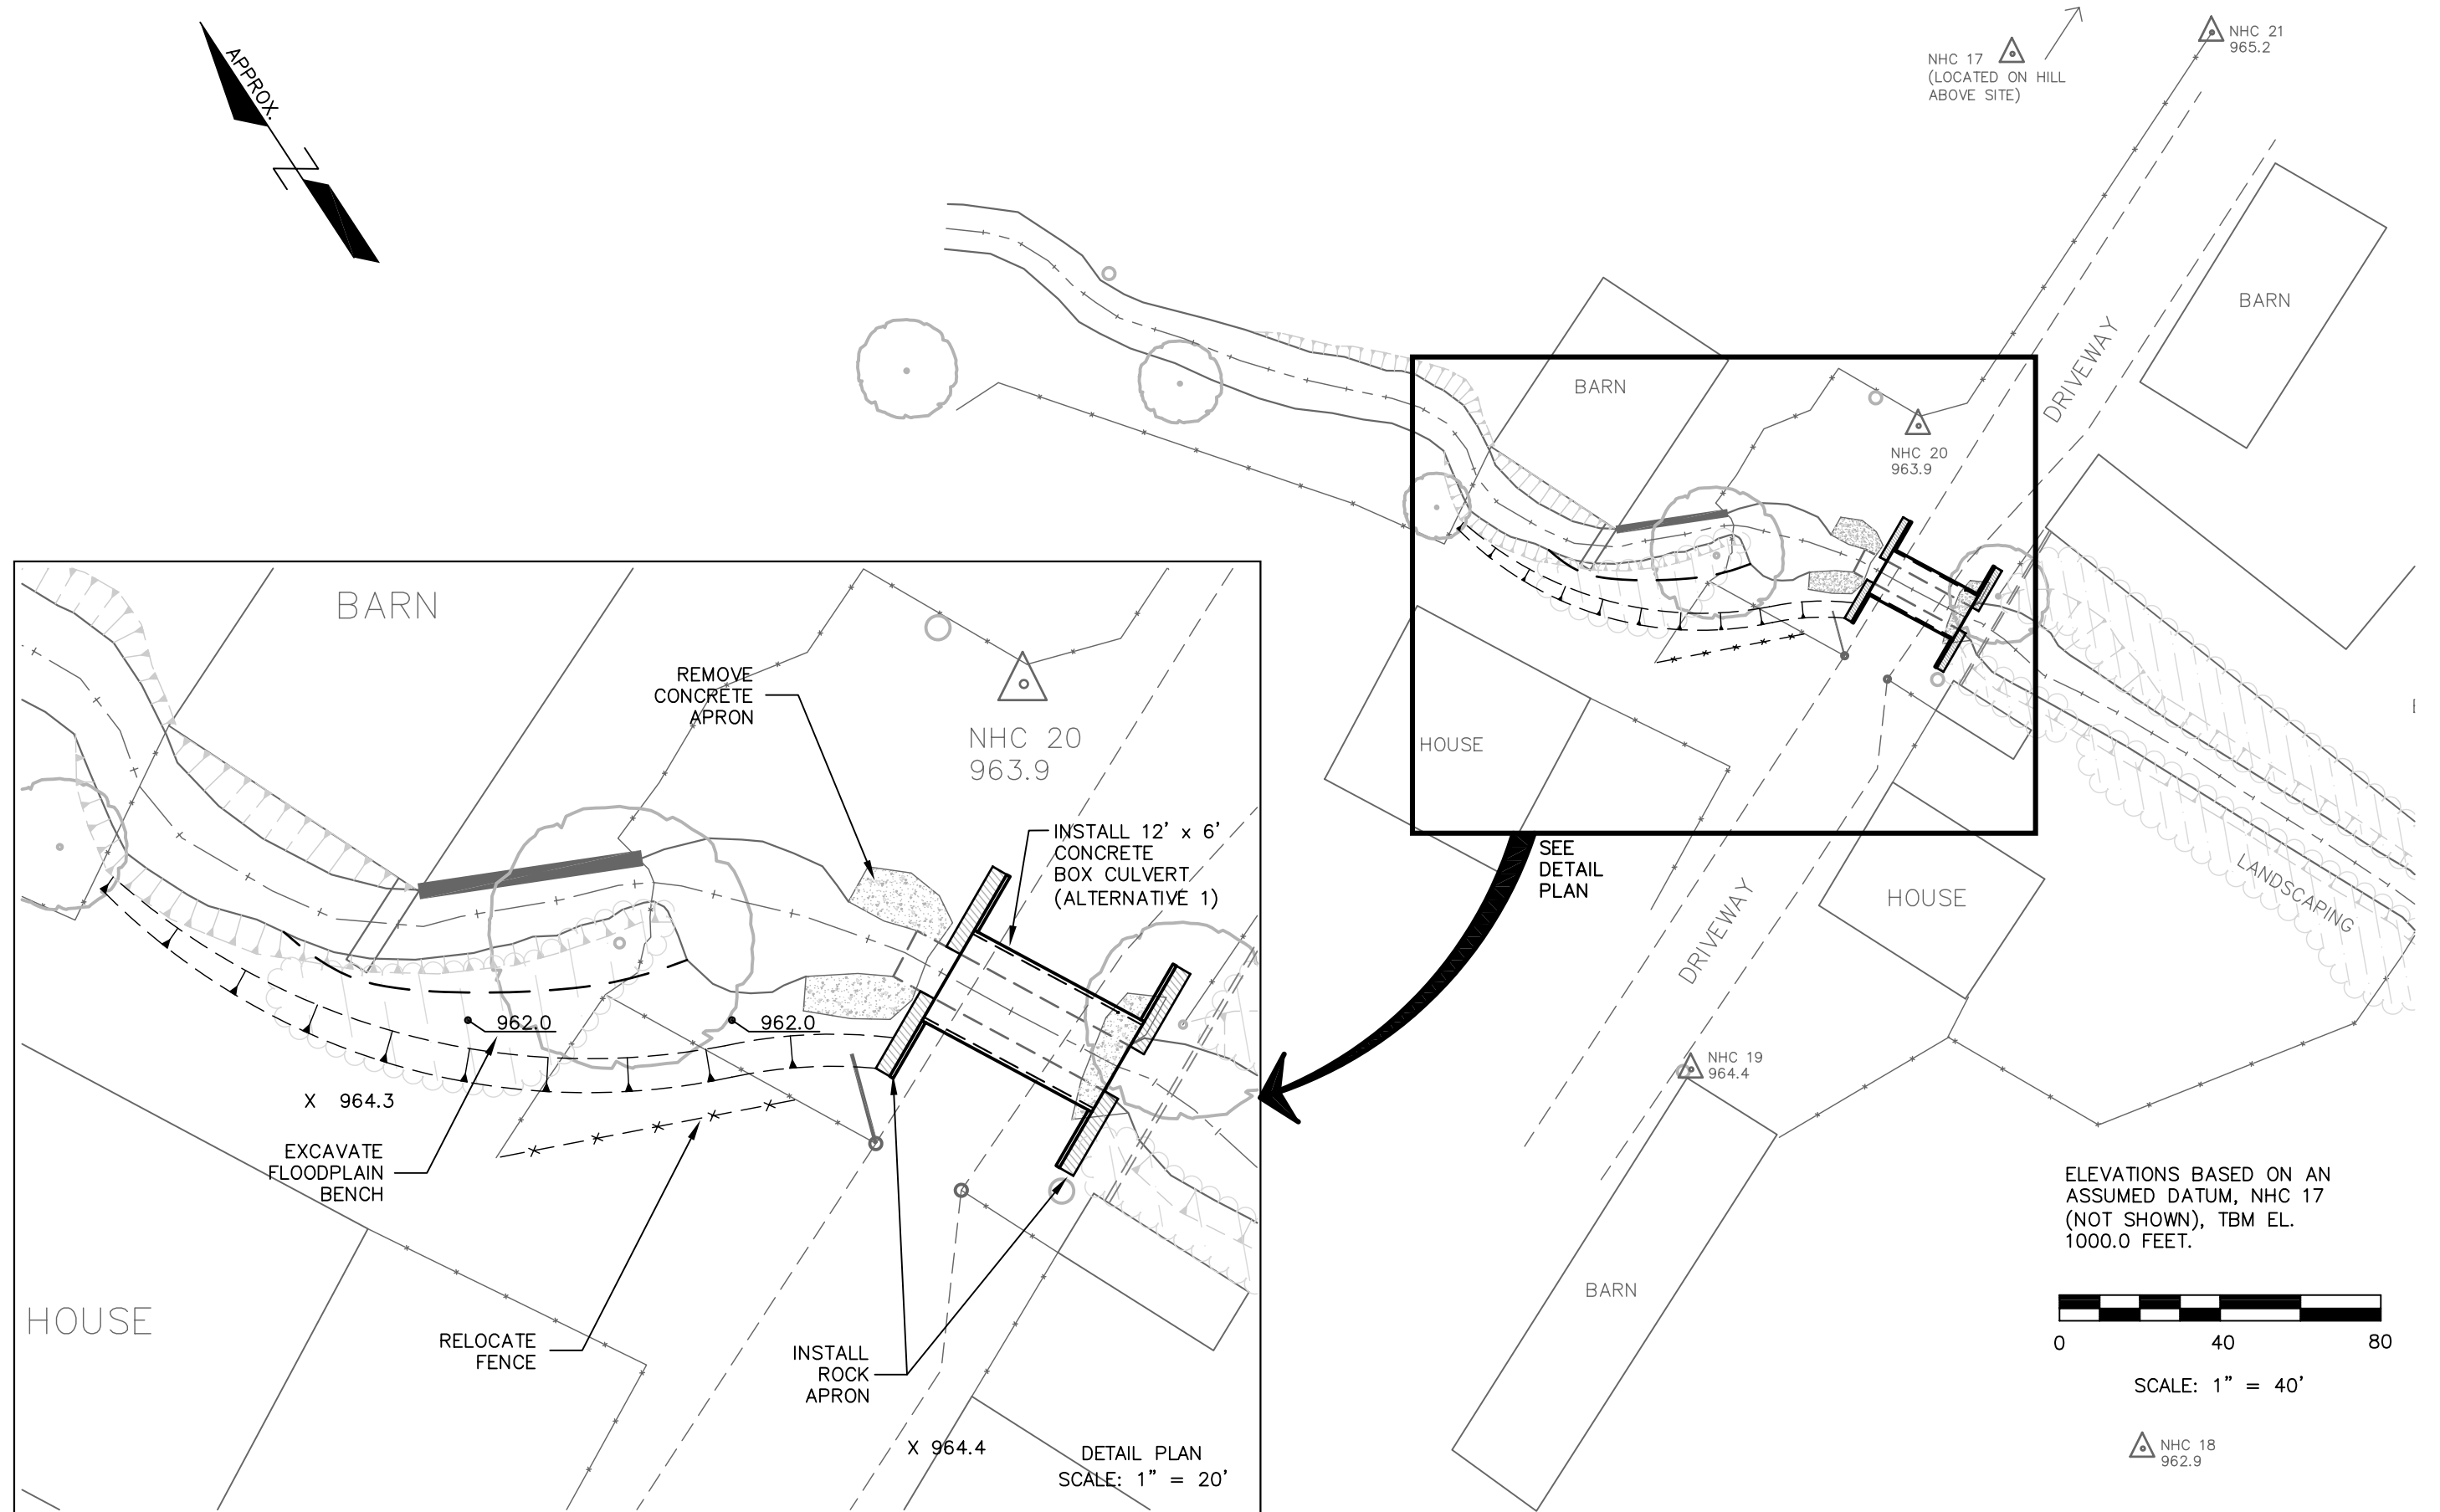 APPROX.
Z
NHC 17
(LOCATED ON HILL
ABOVE SITE)
NHC 21
965.2
BARN
BARN
DRIVEWAY
NHC 20
963.9
HOUSE
SEE
DETAIL
PLAN
HOUSE
LANDSCAPING
DRIVEWAY
NHC 19
964.4
BARN
BARN
REMOVE
CONCRETE
APRON
NHC 20
963.9
INSTALL 12' x 6'
CONCRETE
BOX CULVERT
(ALTERNATIVE 1)
962.0
962.0
X 964.3
EXCAVATE
FLOODPLAIN
BENCH
HOUSE
RELOCATE
FENCE
INSTALL
ROCK
APRON
X 964.4
DETAIL PLAN
SCALE: 1" = 20'
ELEVATIONS BASED ON AN
ASSUMED DATUM, NHC 17
(NOT SHOWN), TBM EL.
1000.0 FEET.
0 40 80
SCALE: 1" = 40'
NHC 18
962.9